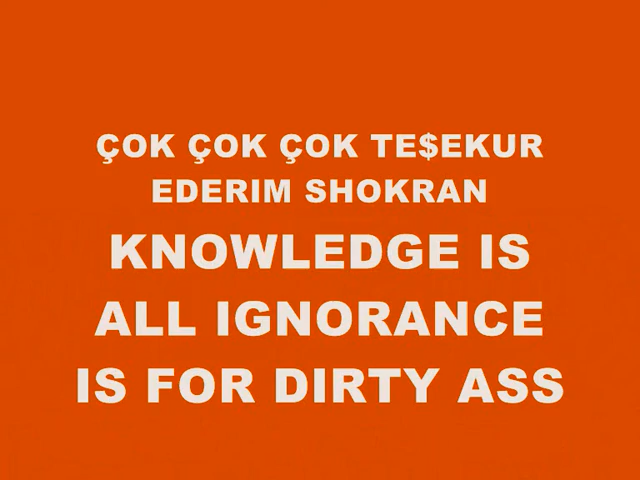 ÇOK ÇOK ÇOK TE$EKUR
EDERIM SHOKRAN
KNOWLEDGE IS
ALL IGNORANCE
IS FOR DIRTY ASS